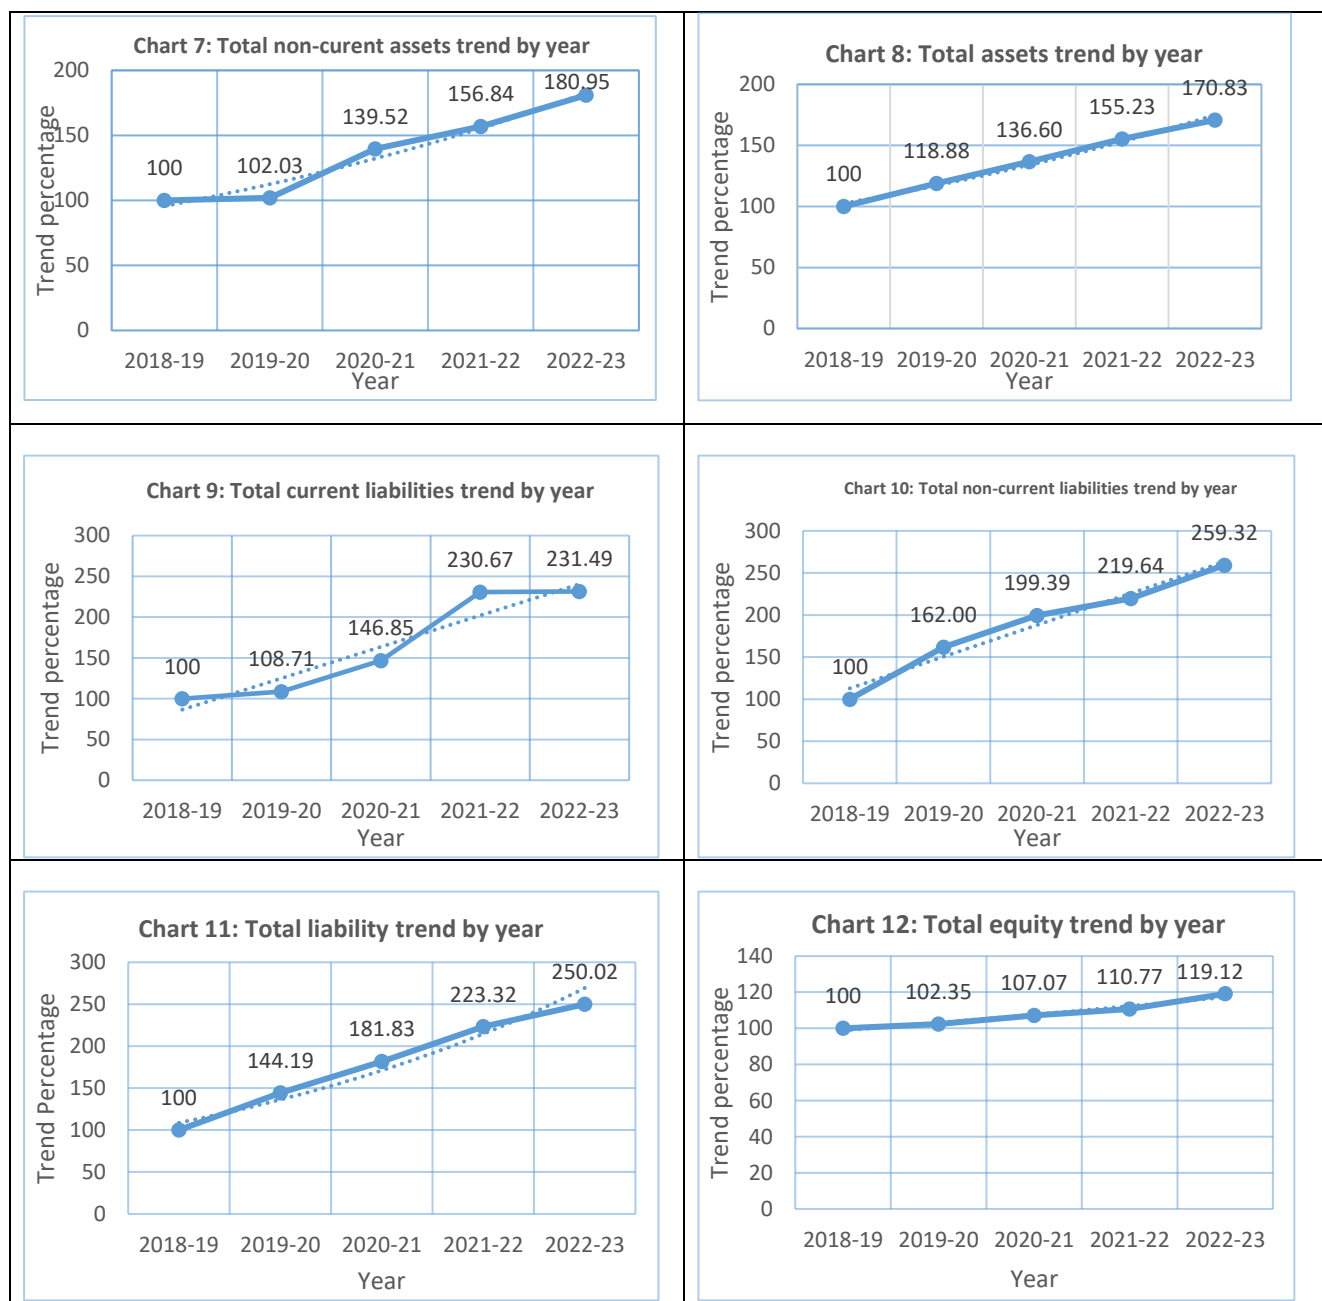 Chart 7: Total non-curent assets trend by year
Trend percentage
200
150
100
50
0
100
102.03
139.52
156.84
180.95
2018-19 2019-20 2020-21 2021-22 2022-23
Year
Chart 8: Total assets trend by year
Trend percentage
200
150
100
50
0
100
118.88
136.60
155.23
170.83
2018-19 2019-20 2020-21 2021-22 2022-23
Year
Chart 9: Total current liabilities trend by year
Trend percentage
300
250
200
150
100
50
0
100
108.71
146.85
230.67
231.49
2018-19 2019-20 2020-21 2021-22 2022-23
Year
Chart 10: Total non-current liabilities trend by year
Trend percentage
300
250
200
150
100
50
0
100
162.00
199.39
219.64
259.32
2018-19 2019-20 2020-21 2021-22 2022-23
Year
Chart 11: Total liability trend by year
Trend Percentage
300
250
200
150
100
50
0
100
144.19
181.83
223.32
250.02
2018-19 2019-20 2020-21 2021-22 2022-23
Year
Chart 12: Total equity trend by year
Trend percentage
140
120
100
80
60
40
20
0
100
102.35
107.07
110.77
119.12
2018-19 2019-20 2020-21 2021-22 2022-23
Year